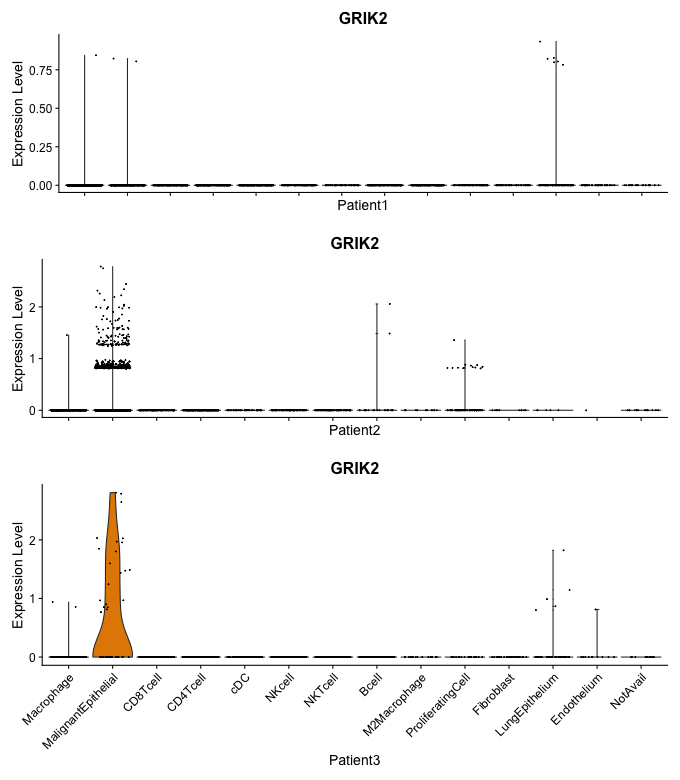 GRIK2
Expression Level
0.75
0.50
0.25
0.00
Patient1
GRIK2
Expression Level
2
1
0
Patient2
GRIK2
Expression Level
2
1
0
Macrophage
MalignantEpithelial
CD8Tcell
CD4Tcell
cDC
NKcell
NKTcell
Bcell
M2Macrophage
ProliferatingCell
Fibroblast
LungEpithelium
Endothelium
NotAvail
Patient3